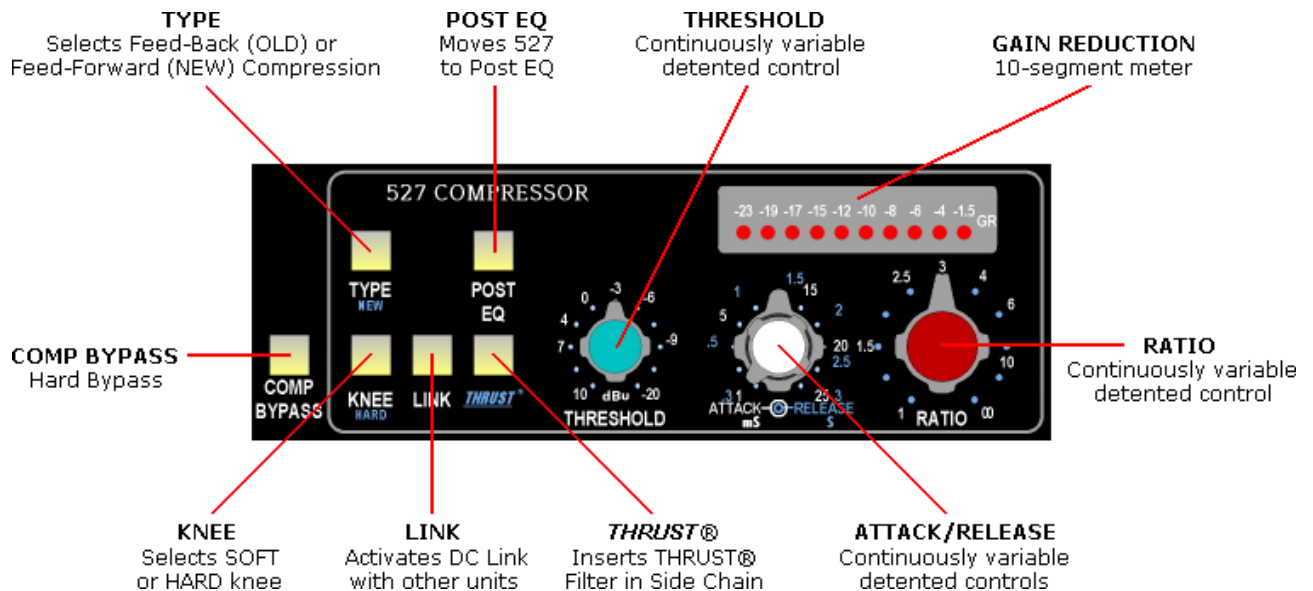 TYPE
Selects Feed-Back (OLD) or
Feed-Forward (NEW) Compression
POST EQ
Moves 527
to Post EQ
THRESHOLD
Continuously variable
detented control
GAIN REDUCTION
10-segment meter
527 COMPRESSOR
-23 -19 -17 -15 -12 -10 -8 -6 -4 -1.5 GR
TYPE
NEW
POST
EQ
COMP
BYPASS
KNEE
HARD
LINK
THRUST®
10 7 4 0 -3 -6 -9 -20
dBu
THRESHOLD
1 5 15 20 25
.3 .5 1 1.5 2 2.5 3
ATTACK
mS
RELEASE
S
1 1.5 2.5 3 4 6 10 00
RATIO
COMP BYPASS
Hard Bypass
RATIO
Continuously variable
detented control
KNEE
Selects SOFT
or HARD knee
LINK
Activates DC Link
with other units
THRUST®
Inserts THRUST®
Filter in Side Chain
ATTACK/RELEASE
Continuously variable
detented controls